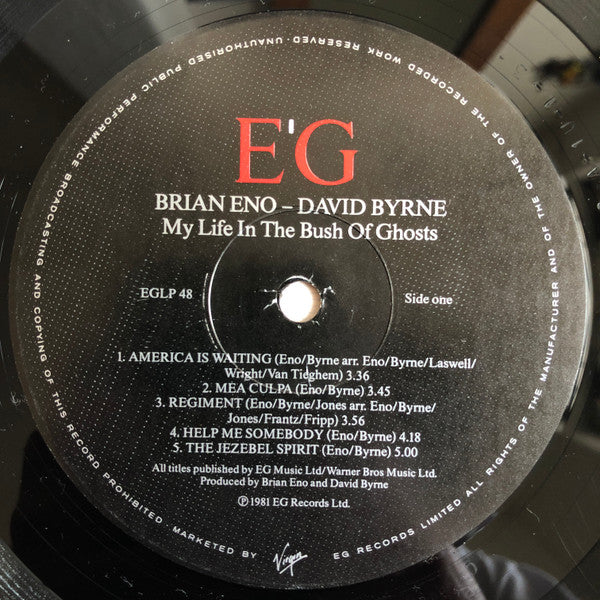 E'G
BRIAN ENO – DAVID BYRNE
My Life In The Bush Of Ghosts
EGLP 48
Side one
1. AMERICA IS WAITING (Eno/Byrne arr. Eno/Byrne/Laswell/
Wright/Van Tieghem) 3.36
2. MEA CULPA (Eno/Byrne) 3.45
3. REGIMENT (Eno/Byrne/Jones arr. Eno/Byrne/
Jones/Frantz/Fripp) 3.56
4. HELP ME SOMEBODY (Eno/Byrne) 4.18
5. THE JEZEBEL SPIRIT (Eno/Byrne) 5.00
All titles published by EG Music Ltd/Warner Bros Music Ltd.
Produced by Brian Eno and David Byrne
℗ 1981 EG Records Ltd.
EG RECORDS LIMITED ALL RIGHTS OF THE MANUFACTURER AND OF THE OWNER OF THE RECORDED WORK RESERVED. UNAUTHORISED PUBLIC PERFORMANCE BROADCASTING AND COPYING OF THIS RECORD PROHIBITED MARKETED BY
Virgin